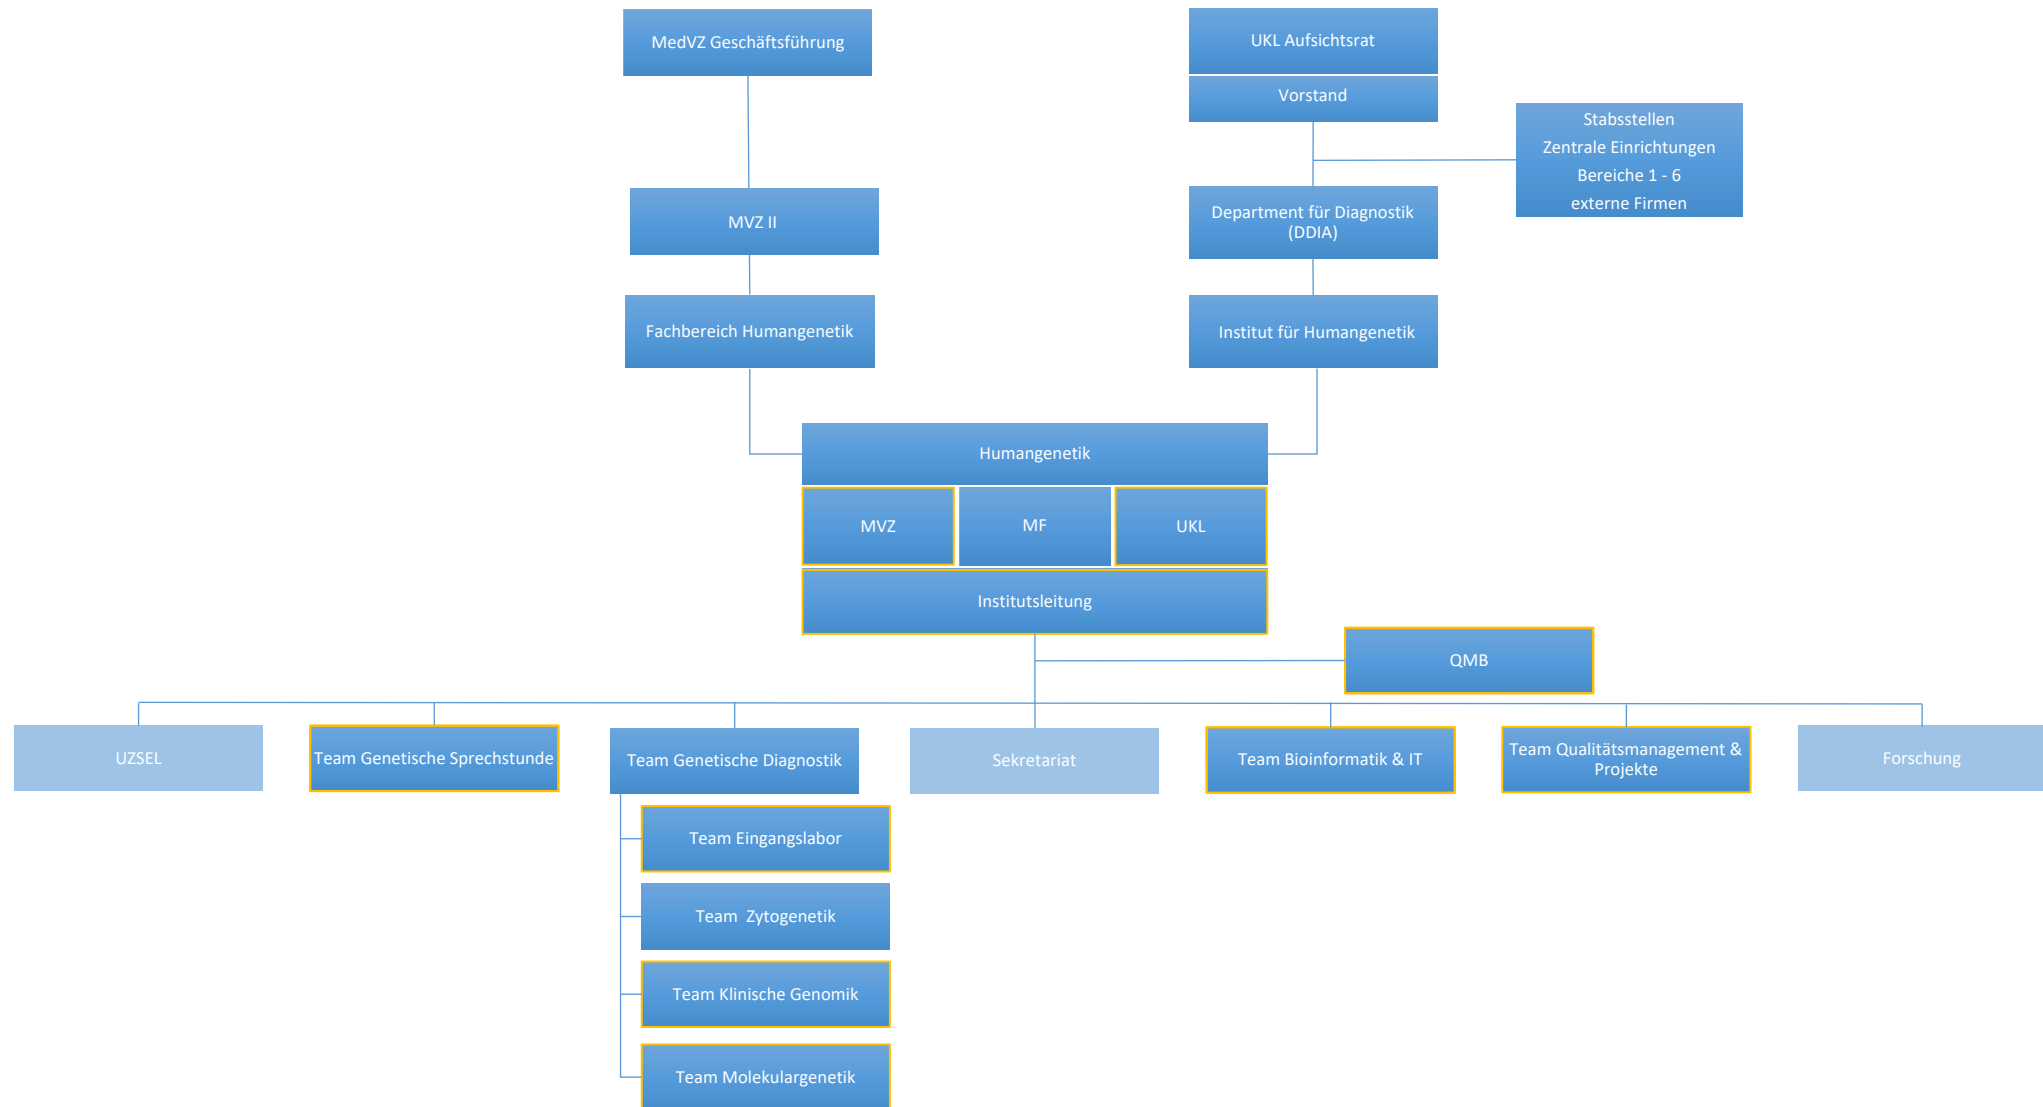 MedVZ Geschäftsführung
UKL Aufsichtsrat
Vorstand
Stabsstellen
Zentrale Einrichtungen
Bereiche 1 - 6
externe Firmen
MVZ II
Department für Diagnostik
(DDIA)
Fachbereich Humangenetik
Institut für Humangenetik
Humangenetik
MVZ
MF
UKL
Institutsleitung
QMB
UZSEL
Team Genetische Sprechstunde
Team Genetische Diagnostik
Sekretariat
Team Bioinformatik & IT
Team Qualitätsmanagement &
Projekte
Forschung
Team Eingangslabor
Team Zytogenetik
Team Klinische Genomik
Team Molekulargenetik